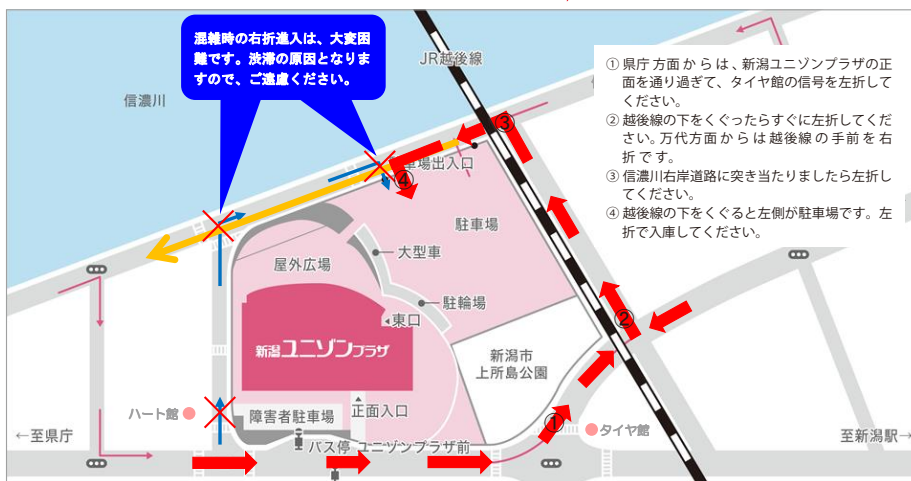 混雑時の右折進入は、大変困
難です。渋滞の原因となりま
すので、ご遠慮ください。
JR越後線
信濃川
① 県庁方面からは、新潟ユニゾンプラザの正
面を通り過ぎて、タイヤ館の信号を左折して
ください。
② 越後線の下をくぐったらすぐに左折してくだ
さい。万代方面からは越後線の手前を右
折です。
③ 信濃川右岸道路に突き当たりましたら左折し
てください。
④ 越後線の下をくぐると左側が駐車場です。左
折で入庫してください。
③
車場出入口
④
駐車場
大型車
屋外広場
駐輪場
東口
②
新潟ユニゾンプラザ
新潟市
上所島公園
ハート館
障害者駐車場
正面入口
①
タイヤ館
←至県庁
バス停 ユニゾンプラザ前
至新潟駅→